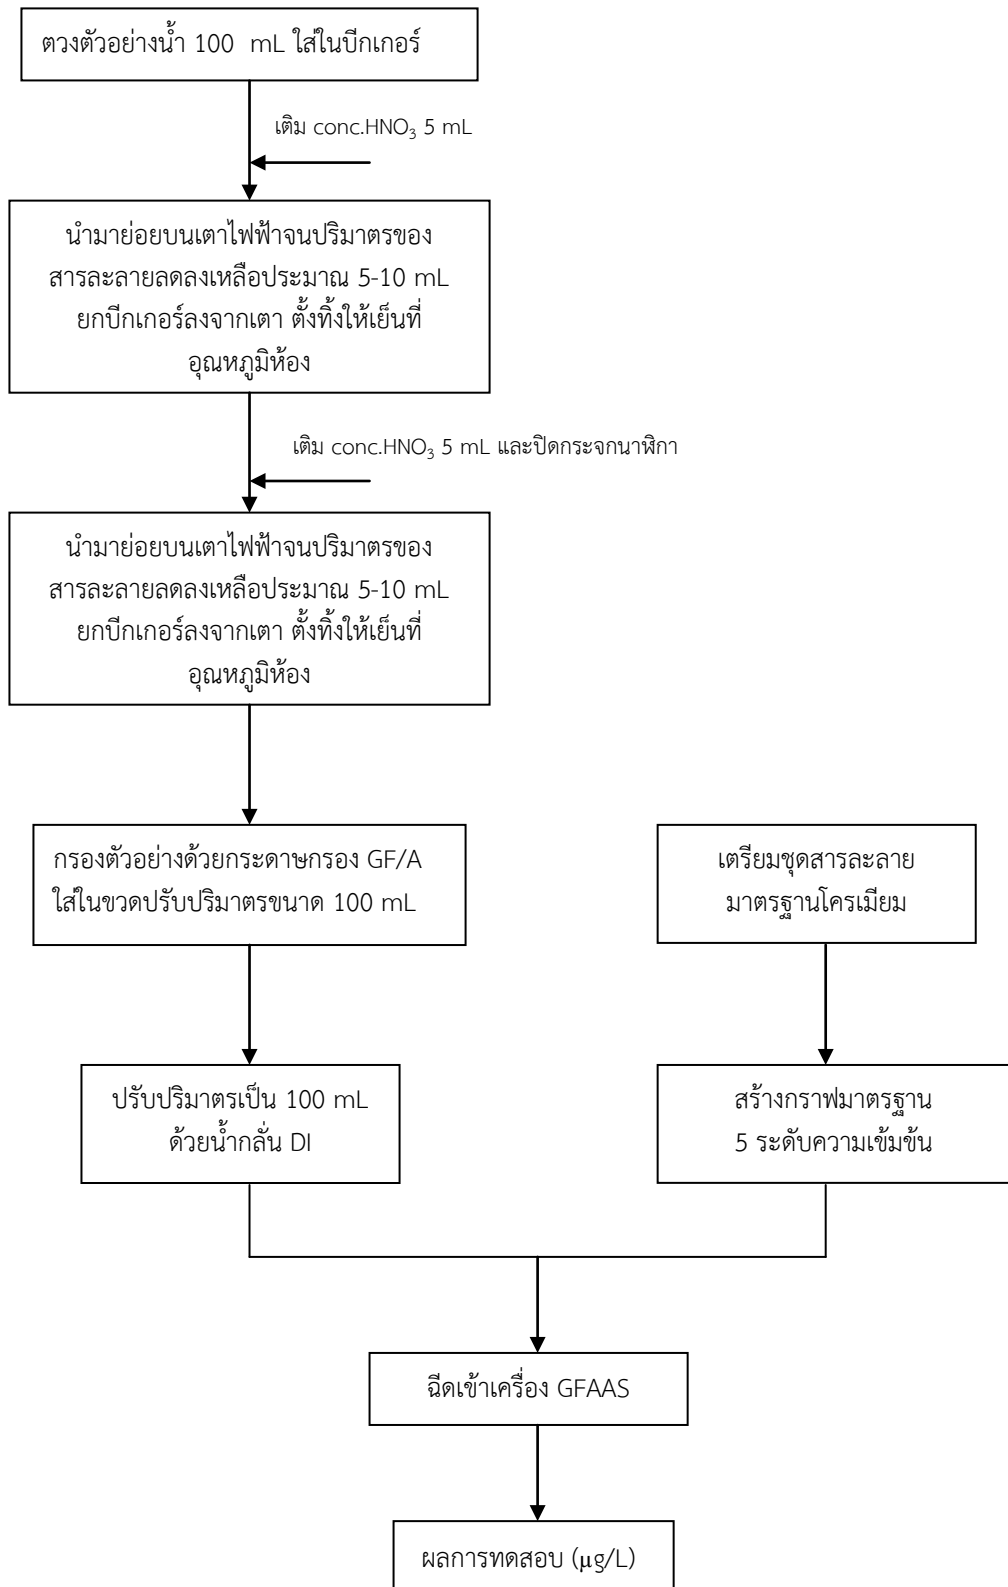 ตวงตัวอย่างน้ำ 100 mL ใส่ในบีกเกอร์
เติม conc.HNO₃ 5 mL
นำมาย่อยบนเตาไฟฟ้าจนปริมาตรของ
สารละลายลดลงเหลือประมาณ 5-10 mL
ยกบีกเกอร์ลงจากเตา ตั้งทิ้งให้เย็นที่
อุณหภูมิห้อง
เติม conc.HNO₃ 5 mL และปิดกระจกนาฬิกา
นำมาย่อยบนเตาไฟฟ้าจนปริมาตรของ
สารละลายลดลงเหลือประมาณ 5-10 mL
ยกบีกเกอร์ลงจากเตา ตั้งทิ้งให้เย็นที่
อุณหภูมิห้อง
กรองตัวอย่างด้วยกระดาษกรอง GF/A
ใส่ในขวดปรับปริมาตรขนาด 100 mL
เตรียมชุดสารละลาย
มาตรฐานโครเมียม
ปรับปริมาตรเป็น 100 mL
ด้วยน้ำกลั่น DI
สร้างกราฟมาตรฐาน
5 ระดับความเข้มข้น
ฉีดเข้าเครื่อง GFAAS
ผลการทดสอบ (µg/L)